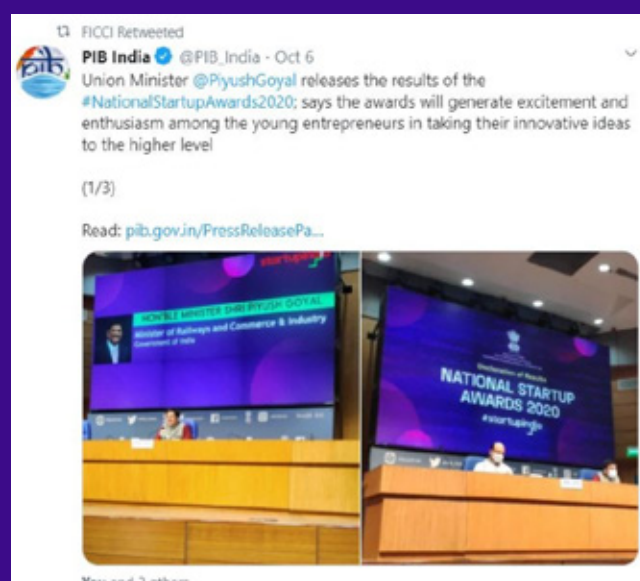 FICCI Retweeted
PIB India @PIB_India · Oct 6
Union Minister @PiyushGoyal releases the results of the
#NationalStartupAwards2020; says the awards will generate excitement and
enthusiasm among the young entrepreneurs in taking their innovative ideas
to the higher level
(1/3)
Read: pib.gov.in/PressReleasePa...
startupindia
HON'BLE MINISTER SHRI PIYUSH GOYAL
Minister of Railways and Commerce & Industry
Government of India
Declaration of Results
NATIONAL STARTUP
AWARDS 2020
#startupindia